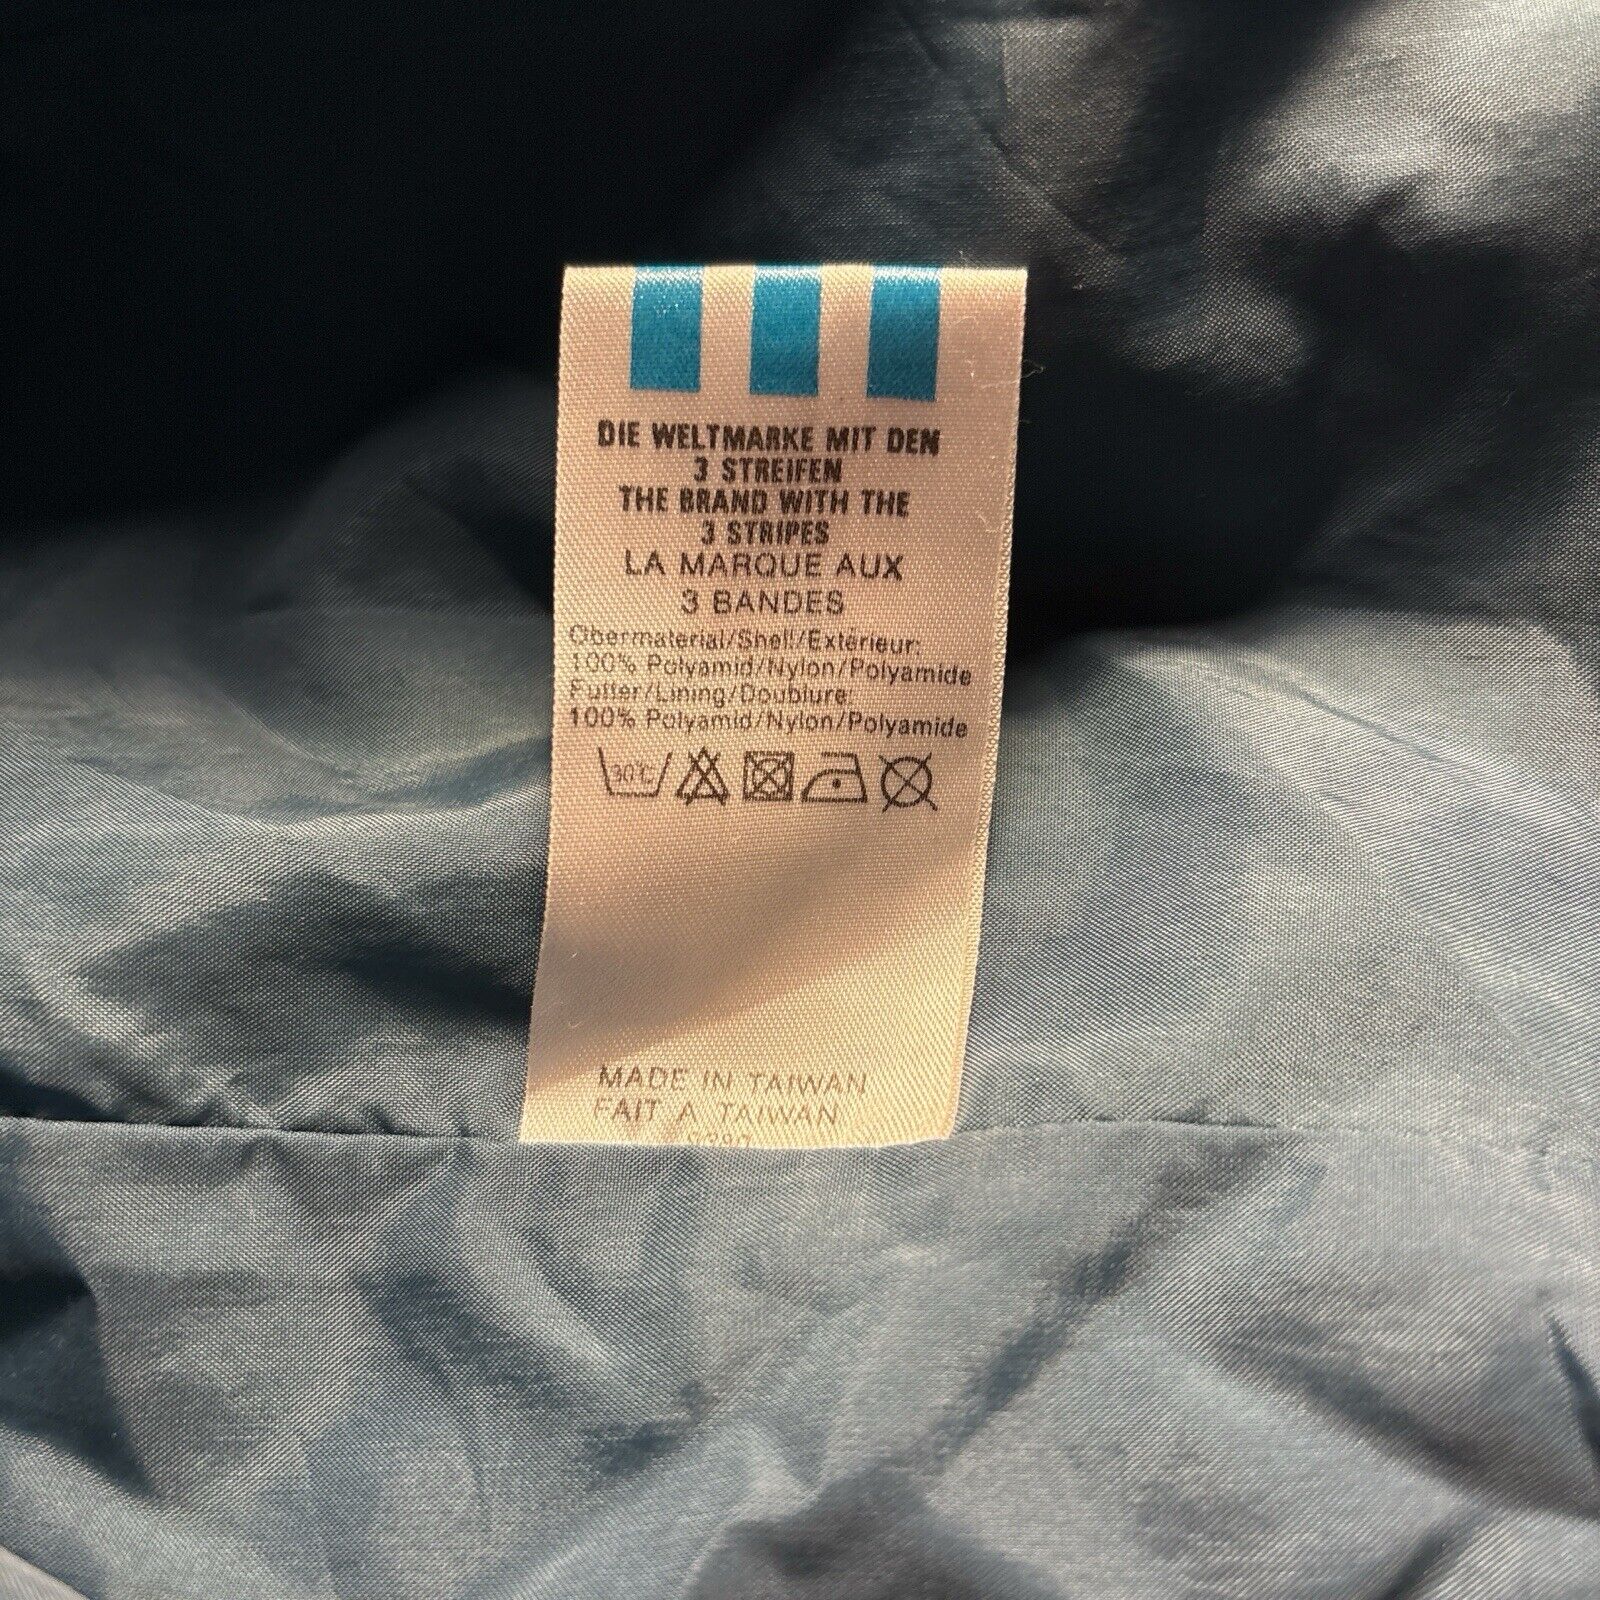 DIE WELTMARKE MIT DEN
3 STREIFEN
THE BRAND WITH THE
3 STRIPES
LA MARQUE AUX
3 BANDES
Obermaterial/Shell/Extérieur:
100% Polyamid/Nylon/Polyamide
Futter/Lining/Doublure:
100% Polyamid/Nylon/Polyamide
30°C
MADE IN TAIWAN
FAIT A TAIWAN